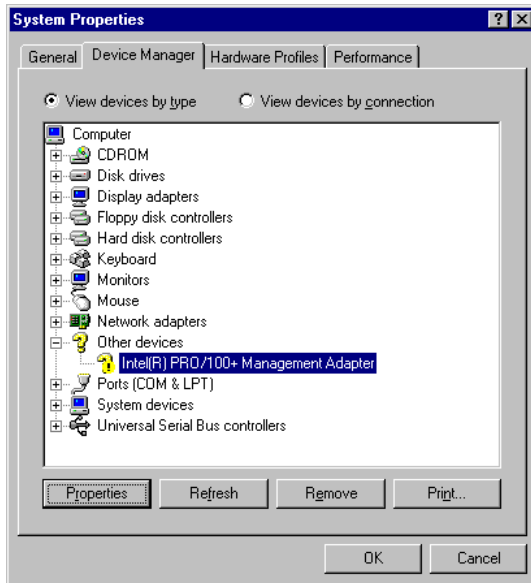 System Properties
General Device Manager Hardware Profiles Performance
View devices by type View devices by connection
Computer
CDROM
Disk drives
Display adapters
Floppy disk controllers
Hard disk controllers
Keyboard
Monitors
Mouse
Network adapters
Other devices
Intel(R) PRO/100+ Management Adapter
Ports (COM & LPT)
System devices
Universal Serial Bus controllers
Properties Refresh Remove Print...
OK Cancel